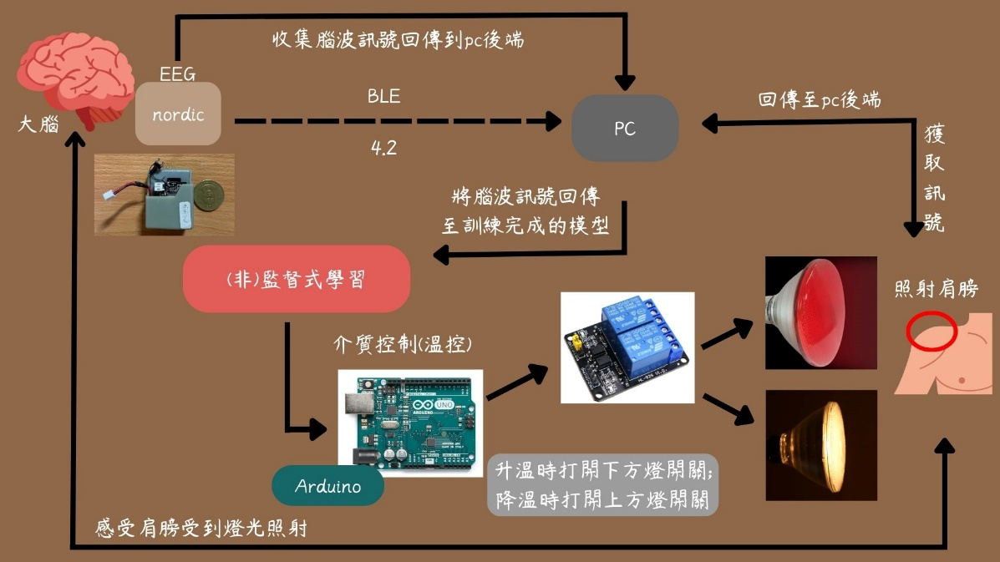 收集腦波訊號回傳到pc後端
EEG
nordic
大腦
BLE
4.2
PC
回傳至pc後端
獲取訊號
將腦波訊號回傳
至訓練完成的模型
(非)監督式學習
照射肩膀
介質控制(溫控)
UNO
ARDUINO
Arduino
升溫時打開下方燈開關;
降溫時打開上方燈開關
感受肩膀受到燈光照射